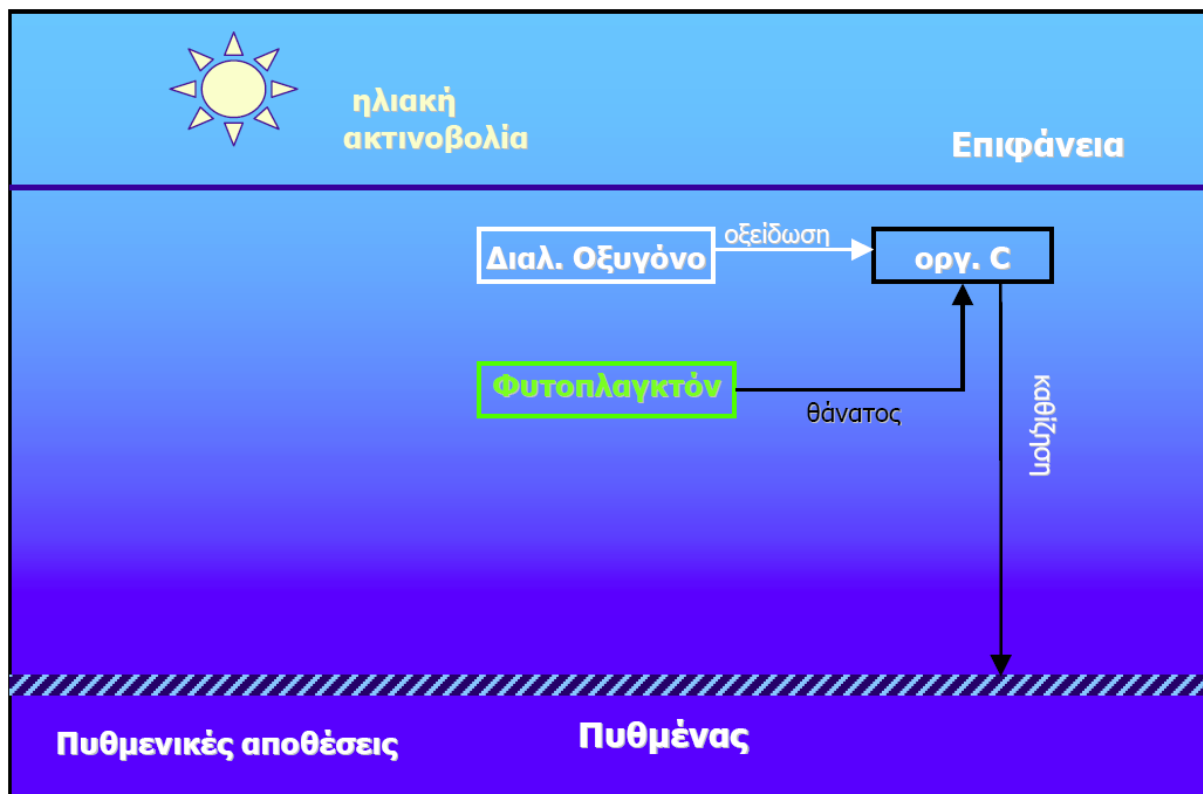 ηλιακή
ακτινοβολία
Επιφάνεια
Διαλ. Οξυγόνο
οξείδωση
οργ. C
Φυτοπλαγκτόν
θάνατος
καθίζηση
Πυθμενικές αποθέσεις
Πυθμένας